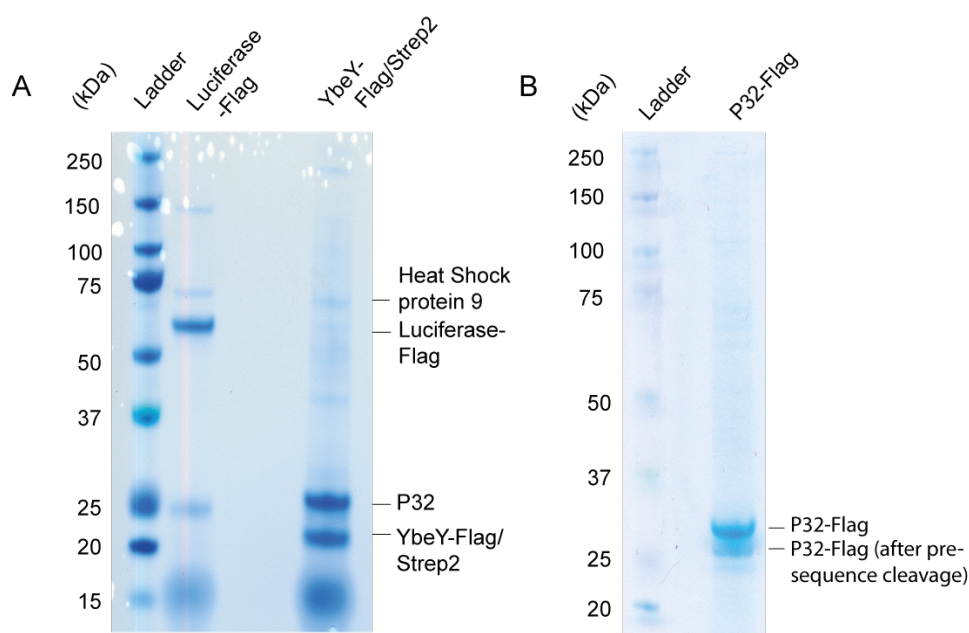 A
(kDa)
Ladder
Luciferase
-Flag
YbeY-
Flag/Strep2
250
150
100
75
50
37
25
20
15
Heat Shock
protein 9
Luciferase-
Flag
P32
YbeY-Flag/
Strep2
B
(kDa)
Ladder
P32-Flag
250
150
100
75
50
37
25
20
P32-Flag
P32-Flag (after pre-
sequence cleavage)